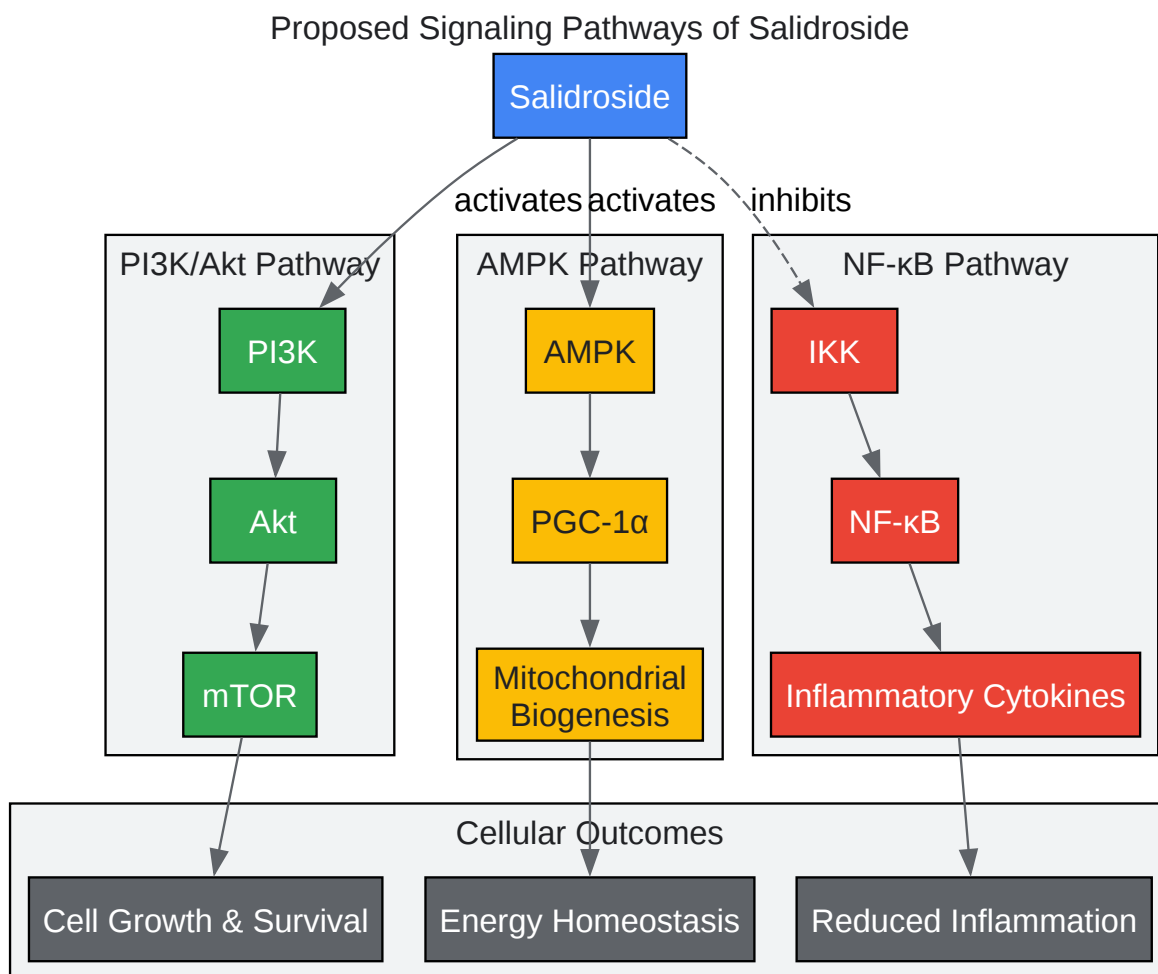 Proposed Signaling Pathways of Salidroside
Salidroside
activates
activates
inhibits
PI3K/Akt Pathway
AMPK Pathway
NF-κB Pathway
PI3K
AMPK
IKK
Akt
PGC-1α
NF-κB
mTOR
Mitochondrial
Biogenesis
Inflammatory Cytokines
Cellular Outcomes
Cell Growth & Survival
Energy Homeostasis
Reduced Inflammation